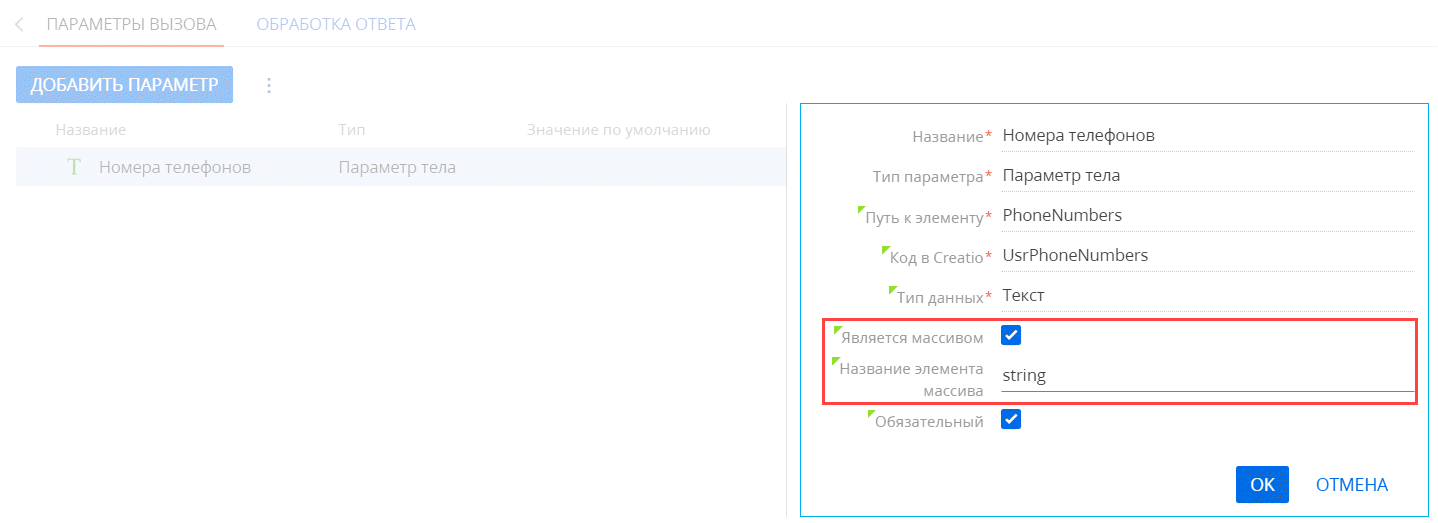 ПАРАМЕТРЫ ВЫЗОВА
ОБРАБОТКА ОТВЕТА
ДОБАВИТЬ ПАРАМЕТР
Название Тип Значение по умолчанию
T Номера телефонов Параметр тела
Название* Номера телефонов
Тип параметра* Параметр тела
Путь к элементу* PhoneNumbers
Код в Creatio* UsrPhoneNumbers
Тип данных* Текст
Является массивом
Название элемента
массива
string
Обязательный
OK
ОТМЕНА